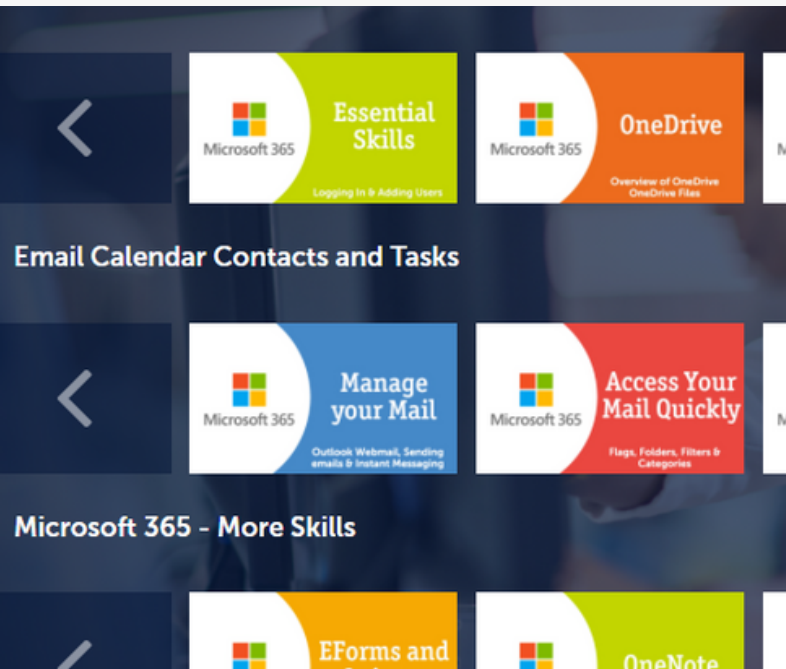 Microsoft 365
Essential
Skills
Logging In & Adding Users
Microsoft 365
OneDrive
Overview of OneDrive
OneDrive Files
Email Calendar Contacts and Tasks
Microsoft 365
Manage
your Mail
Outlook Webmail, Sending
emails & Instant Messaging
Microsoft 365
Access Your
Mail Quickly
Flags, Folders, Filters &
Categories
Microsoft 365 - More Skills
EForms and
OneNote